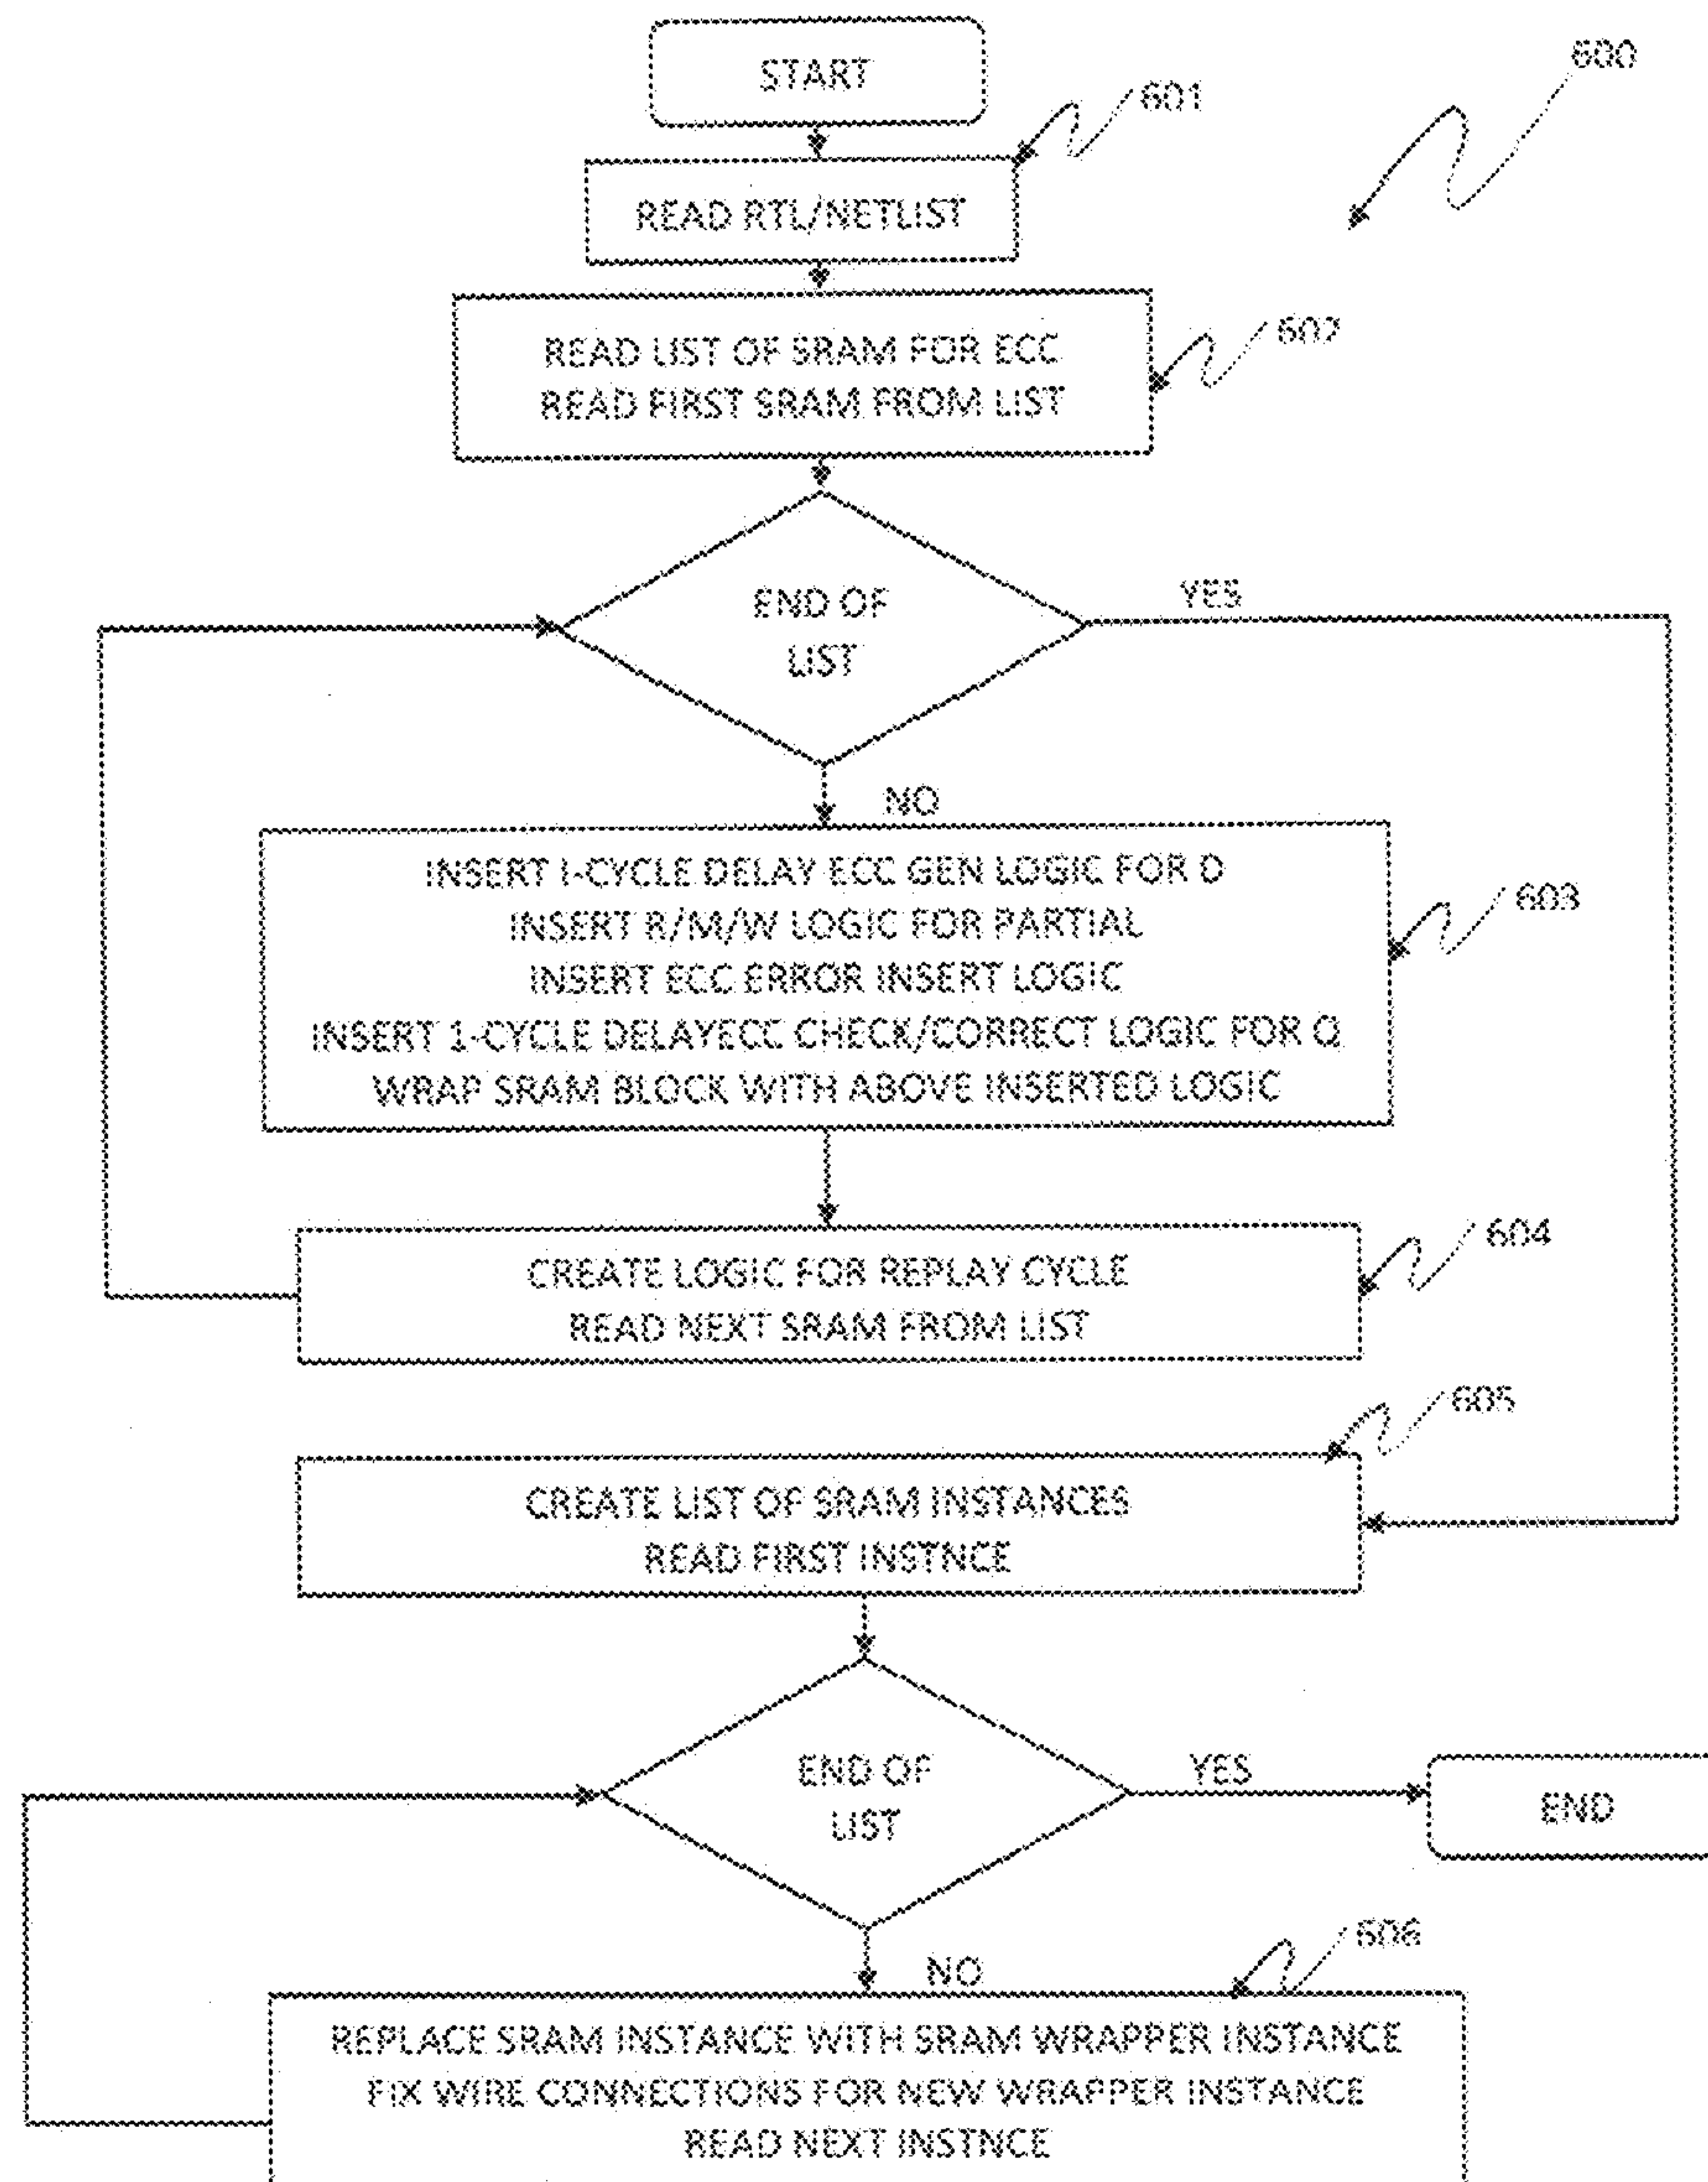 START
600
601
READ RTL/NETLIST
602
READ LIST OF SRAM FOR ECC
READ FIRST SRAM FROM LIST
END OF
LIST
YES
NO
603
INSERT I-CYCLE DELAY ECC GEN LOGIC FOR D
INSERT R/M/W LOGIC FOR PARTIAL
INSERT ECC ERROR INSERT LOGIC
INSERT 1-CYCLE DELAYECC CHECK/CORRECT LOGIC FOR Q
WRAP SRAM BLOCK WITH ABOVE INSERTED LOGIC
604
CREATE LOGIC FOR REPLAY CYCLE
READ NEXT SRAM FROM LIST
605
CREATE LIST OF SRAM INSTANCES
READ FIRST INSTNCE
END OF
LIST
YES
END
NO
606
REPLACE SRAM INSTANCE WITH SRAM WRAPPER INSTANCE
FIX WIRE CONNECTIONS FOR NEW WRAPPER INSTANCE
READ NEXT INSTNCE